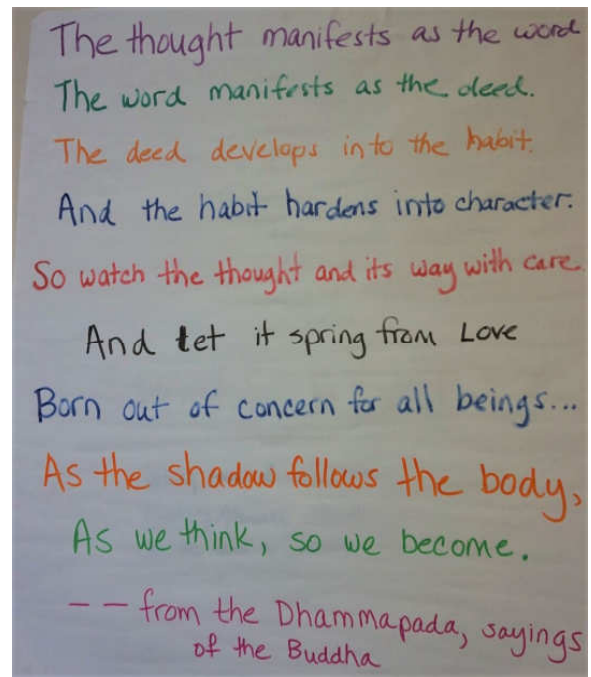 The thought manifests as the word
The word manifests as the deed.
The deed develops into the habit.
And the habit hardens into character.
So watch the thought and its way with care.
And let it spring from Love
Born out of concern for all beings...
As the shadow follows the body,
As we think, so we become.
-- from the Dhammapada, sayings
of the Buddha